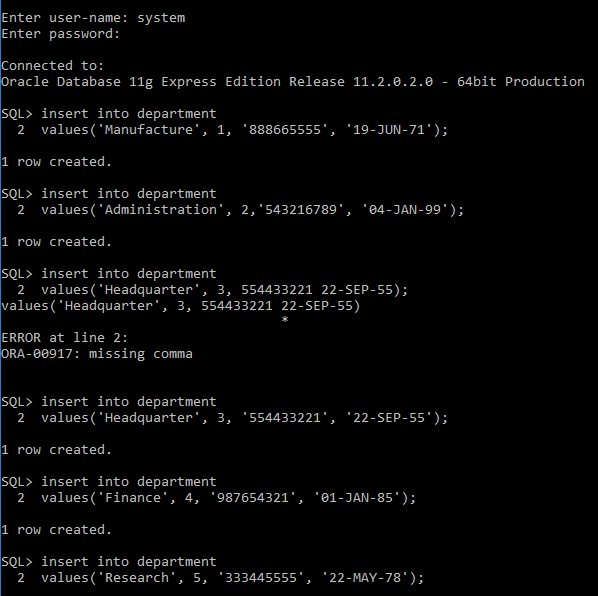 Enter user-name: system
Enter password:
Connected to:
Oracle Database 11g Express Edition Release 11.2.0.2.0 - 64bit Production
SQL> insert into department
  2  values('Manufacture', 1, '888665555', '19-JUN-71');
1 row created.
SQL> insert into department
  2  values('Administration', 2,'543216789', '04-JAN-99');
1 row created.
SQL> insert into department
  2  values('Headquarter', 3, 554433221 22-SEP-55);
values('Headquarter', 3, 554433221 22-SEP-55)
                                   *
ERROR at line 2:
ORA-00917: missing comma
SQL> insert into department
  2  values('Headquarter', 3, '554433221', '22-SEP-55');
1 row created.
SQL> insert into department
  2  values('Finance', 4, '987654321', '01-JAN-85');
1 row created.
SQL> insert into department
  2  values('Research', 5, '333445555', '22-MAY-78');